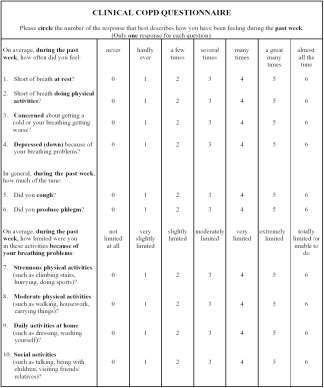 CLINICAL COPD QUESTIONNAIRE
Please circle the number of the response that best describes how you have been feeling during the past week.
(Only one response for each question).
On average, during the past week, how often did you feel: never hardly ever a few times several times many times a great many times almost all the time
1. Short of breath at rest? 0 1 2 3 4 5 6
2. Short of breath doing physical activities? 0 1 2 3 4 5 6
3. Concerned about getting a cold or your breathing getting worse? 0 1 2 3 4 5 6
4. Depressed (down) because of your breathing problems? 0 1 2 3 4 5 6
In general, during the past week, how much of the time:
5. Did you cough? 0 1 2 3 4 5 6
6. Did you produce phlegm? 0 1 2 3 4 5 6
On average, during the past week, how limited were you in these activities because of your breathing problems: not limited at all very slightly limited slightly limited moderately limited very limited extremely limited totally limited /or unable to do
7. Strenuous physical activities (such as climbing stairs, hurrying, doing sports)? 0 1 2 3 4 5 6
8. Moderate physical activities (such as walking, housework, carrying things)? 0 1 2 3 4 5 6
9. Daily activities at home (such as dressing, washing yourself)? 0 1 2 3 4 5 6
10. Social activities (such as talking, being with children, visiting friends/ relatives)? 0 1 2 3 4 5 6